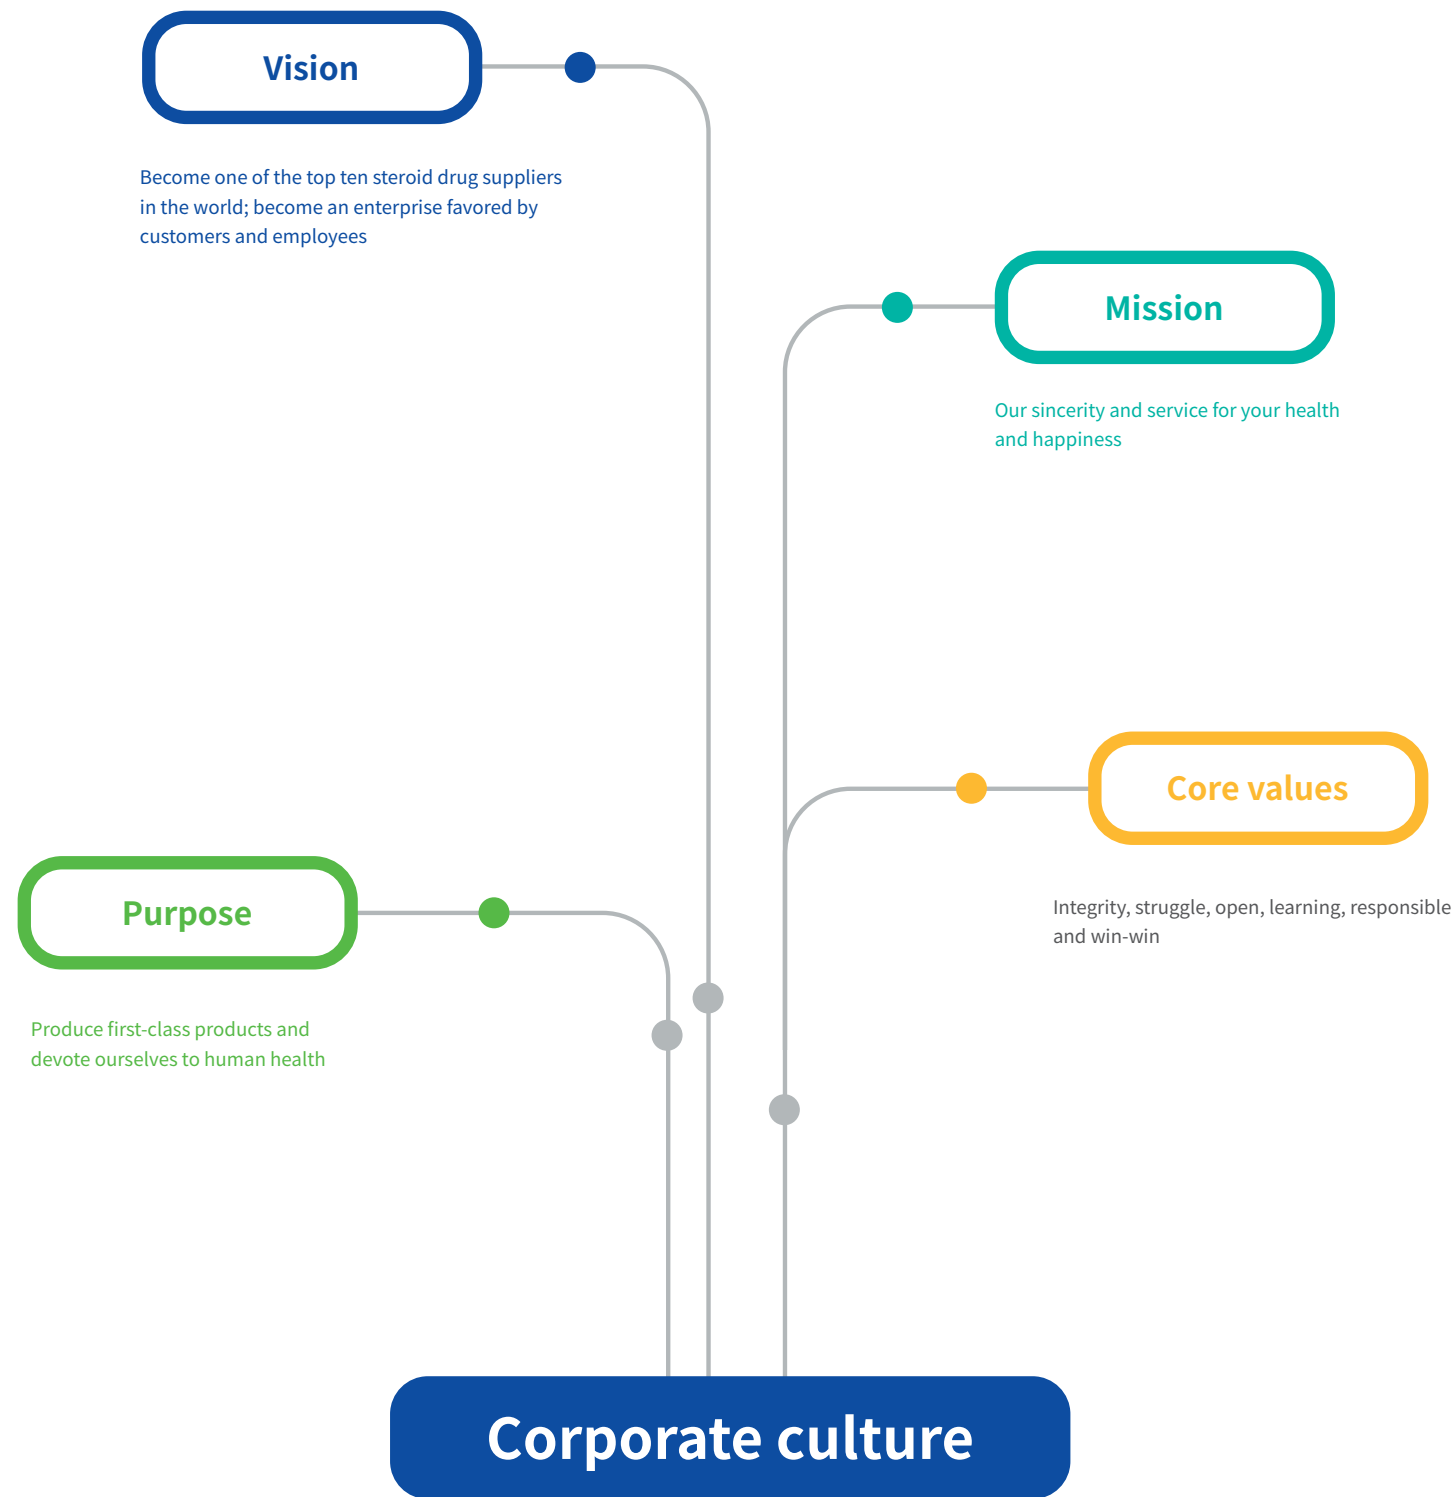 Vision
Become one of the top ten steroid drug suppliers
in the world; become an enterprise favored by
customers and employees
Mission
Our sincerity and service for your health
and happiness
Core values
Integrity, struggle, open, learning, responsible
and win-win
Purpose
Produce first-class products and
devote ourselves to human health
Corporate culture